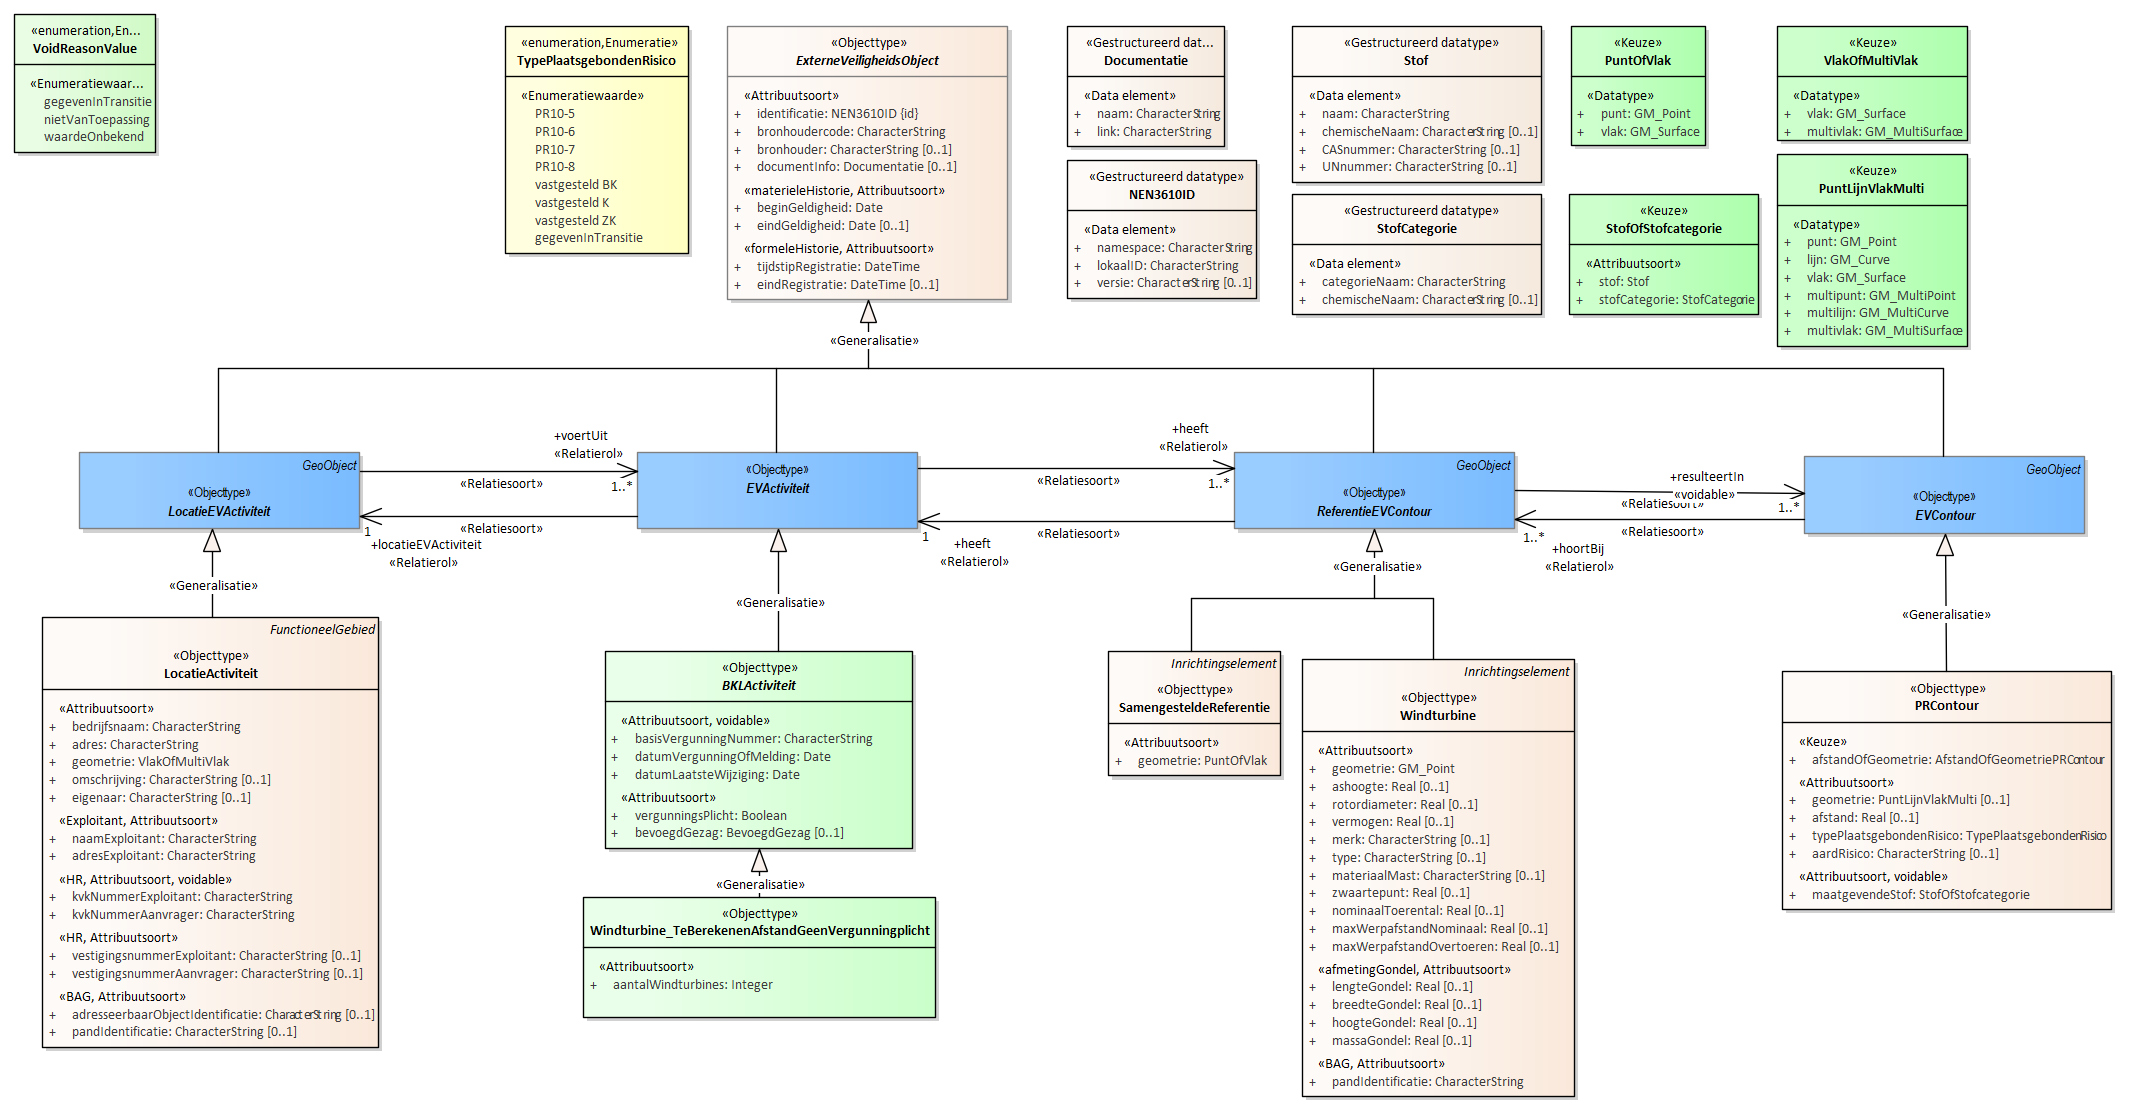 «enumeration,En...
VoidReasonValue
«Enumeratiewaar...
gegevenInTransitie
nietVanToepassing
waardeOnbekend
«enumeration,Enumeratie»
TypePlaatsgebondenRisico
«Enumeratiewaarde»
PR10-5
PR10-6
PR10-7
PR10-8
vastgesteld BK
vastgesteld K
vastgesteld ZK
gegevenInTransitie
«Objecttype»
ExterneVeiligheidsObject
«Attribuutsoort»
+ identificatie: NEN3610ID {id}
+ bronhoudercode: CharacterString
+ bronhouder: CharacterString [0..1]
+ documentInfo: Documentatie [0..1]
«materieleHistorie, Attribuutsoort»
+ beginGeldigheid: Date
+ eindGeldigheid: Date [0..1]
«formeleHistorie, Attribuutsoort»
+ tijdstipRegistratie: DateTime
+ eindRegistratie: DateTime [0..1]
«Gestructureerd dat...
Documentatie
«Data element»
+ naam: CharacterString
+ link: CharacterString
«Gestructureerd datatype»
NEN3610ID
«Data element»
+ namespace: CharacterString
+ lokaalID: CharacterString
+ versie: CharacterString [0..1]
«Gestructureerd datatype»
Stof
«Data element»
+ naam: CharacterString
+ chemischeNaam: CharacterString [0..1]
+ CASnummer: CharacterString [0..1]
+ UNnummer: CharacterString [0..1]
«Gestructureerd datatype»
StofCategorie
«Data element»
+ categorieNaam: CharacterString
+ chemischeNaam: CharacterString [0..1]
«Keuze»
PuntOfVlak
«Datatype»
+ punt: GM_Point
+ vlak: GM_Surface
«Keuze»
StofOfStofcategorie
«Attribuutsoort»
+ stof: Stof
+ stofCategorie: StofCategorie
«Keuze»
VlakOfMultiVlak
«Datatype»
+ vlak: GM_Surface
+ multivlak: GM_MultiSurface
«Keuze»
PuntLijnVlakMulti
«Datatype»
+ punt: GM_Point
+ lijn: GM_Curve
+ vlak: GM_Surface
+ multipunt: GM_MultiPoint
+ multilijn: GM_MultiCurve
+ multivlak: GM_MultiSurface
«Generalisatie»
GeoObject
«Objecttype»
LocatieEVActiviteit
+voertUit
«Relatierol»
«Relatiesoort»
1..*
«Relatiesoort»
1
+locatieEVActiviteit
«Relatierol»
«Objecttype»
EVActiviteit
+heeft
«Relatierol»
«Relatiesoort»
1..*
«Relatiesoort»
1
+heeft
«Relatierol»
GeoObject
«Objecttype»
ReferentieEVContour
+resulteertIn
«voidable»
«Relatiesoort»
1..*
«Relatiesoort»
1..*
+hoortBij
«Relatierol»
GeoObject
«Objecttype»
EVContour
«Generalisatie»
«Generalisatie»
«Generalisatie»
«Generalisatie»
FunctioneelGebied
«Objecttype»
LocatieActiviteit
«Attribuutsoort»
+ bedrijfsnaam: CharacterString
+ adres: CharacterString
+ geometrie: VlakOfMultiVlak
+ omschrijving: CharacterString [0..1]
+ eigenaar: CharacterString [0..1]
«Exploitant, Attribuutsoort»
+ naamExploitant: CharacterString
+ adresExploitant: CharacterString
«HR, Attribuutsoort, voidable»
+ kvkNummerExploitant: CharacterString
+ kvkNummerAanvrager: CharacterString
«HR, Attribuutsoort»
+ vestigingsnummerExploitant: CharacterString [0..1]
+ vestigingsnummerAanvrager: CharacterString [0..1]
«BAG, Attribuutsoort»
+ adresseerbaarObjectIdentificatie: CharacterString [0..1]
+ pandIdentificatie: CharacterString [0..1]
«Objecttype»
BKLActiviteit
«Attribuutsoort, voidable»
+ basisVergunningNummer: CharacterString
+ datumVergunningOfMelding: Date
+ datumLaatsteWijziging: Date
«Attribuutsoort»
+ vergunningsPlicht: Boolean
+ bevoegdGezag: BevoegdGezag [0..1]
«Generalisatie»
«Objecttype»
Windturbine_TeBerekenenAfstandGeenVergunningplicht
«Attribuutsoort»
+ aantalWindturbines: Integer
Inrichtingselement
«Objecttype»
SamengesteldeReferentie
«Attribuutsoort»
+ geometrie: PuntOfVlak
Inrichtingselement
«Objecttype»
Windturbine
«Attribuutsoort»
+ geometrie: GM_Point
+ ashoogte: Real [0..1]
+ rotordiameter: Real [0..1]
+ vermogen: Real [0..1]
+ merk: CharacterString [0..1]
+ type: CharacterString [0..1]
+ materiaalMast: CharacterString [0..1]
+ zwaartepunt: Real [0..1]
+ nominaalToerental: Real [0..1]
+ maxWerpafstandNominaal: Real [0..1]
+ maxWerpafstandOvertoeren: Real [0..1]
«afmetingGondel, Attribuutsoort»
+ lengteGondel: Real [0..1]
+ breedteGondel: Real [0..1]
+ hoogteGondel: Real [0..1]
+ massaGondel: Real [0..1]
«BAG, Attribuutsoort»
+ pandIdentificatie: CharacterString
«Objecttype»
PRContour
«Keuze»
+ afstandOfGeometrie: AfstandOfGeometriePRContour
«Attribuutsoort»
+ geometrie: PuntLijnVlakMulti [0..1]
+ afstand: Real [0..1]
+ typePlaatsgebondenRisico: TypePlaatsgebondenRisico
+ aardRisico: CharacterString [0..1]
«Attribuutsoort, voidable»
+ maatgevendeStof: StofOfStofcategorie